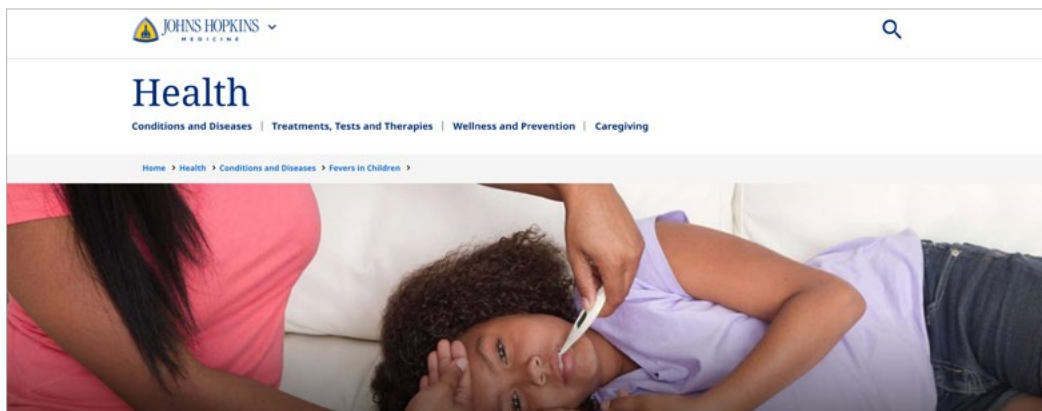 JOHNS HOPKINS
MEDICINE
Health
Conditions and Diseases | Treatments, Tests and Therapies | Wellness and Prevention | Caregiving
Home > Health > Conditions and Diseases > Fevers in Children >